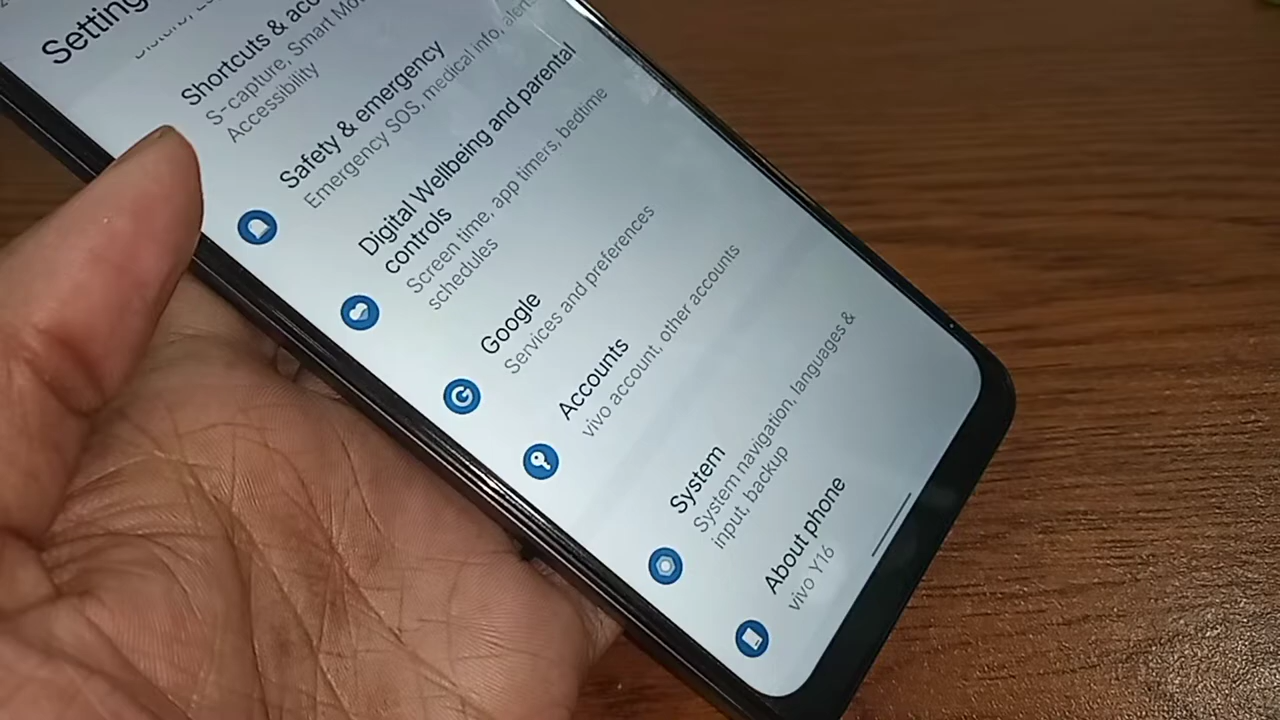 Setting
Shortcuts & acc
S-capture, Smart Mo
Accessibility
Safety & emergency
Emergency SOS, medical info, alert
Digital Wellbeing and parental
controls
Screen time, app timers, bedtime
schedules
Google
Services and preferences
Accounts
vivo account, other accounts
System
System navigation, languages &
input, backup
About phone
vivo Y16